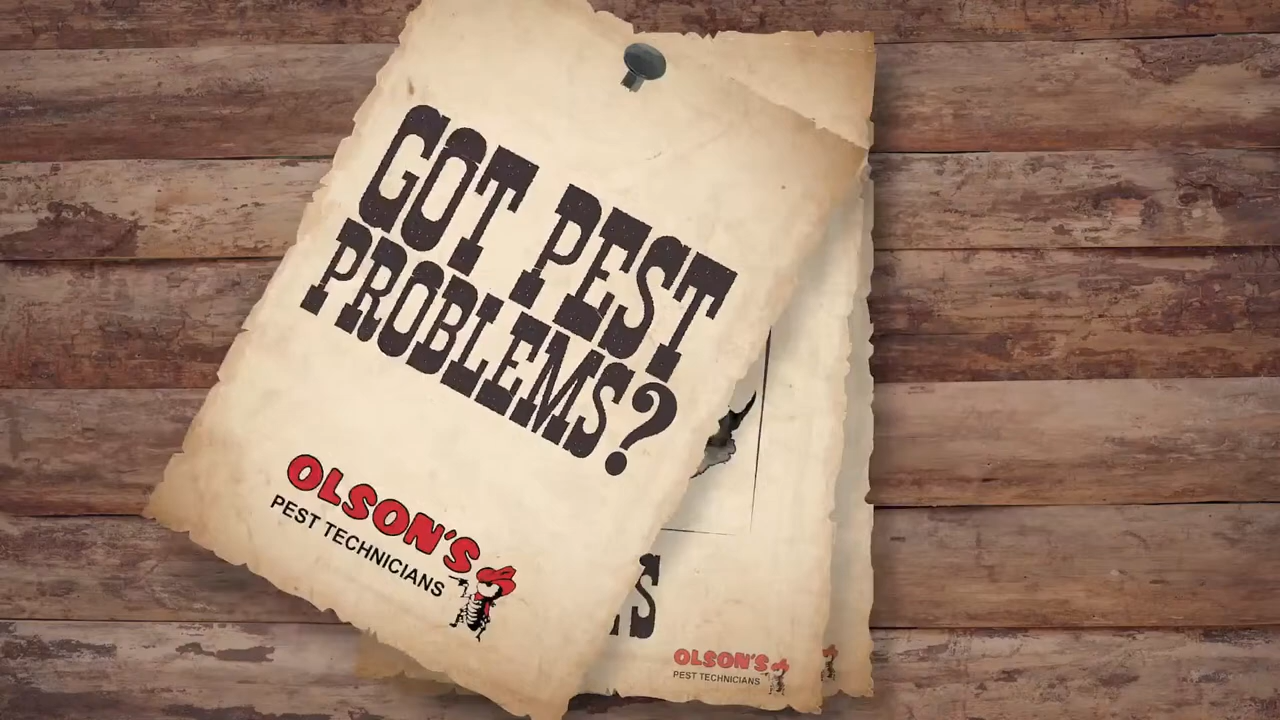 GOT PEST
PROBLEMS?
OLSON'S
PEST TECHNICIANS
S
OLSON'S
PEST TECHNICIANS